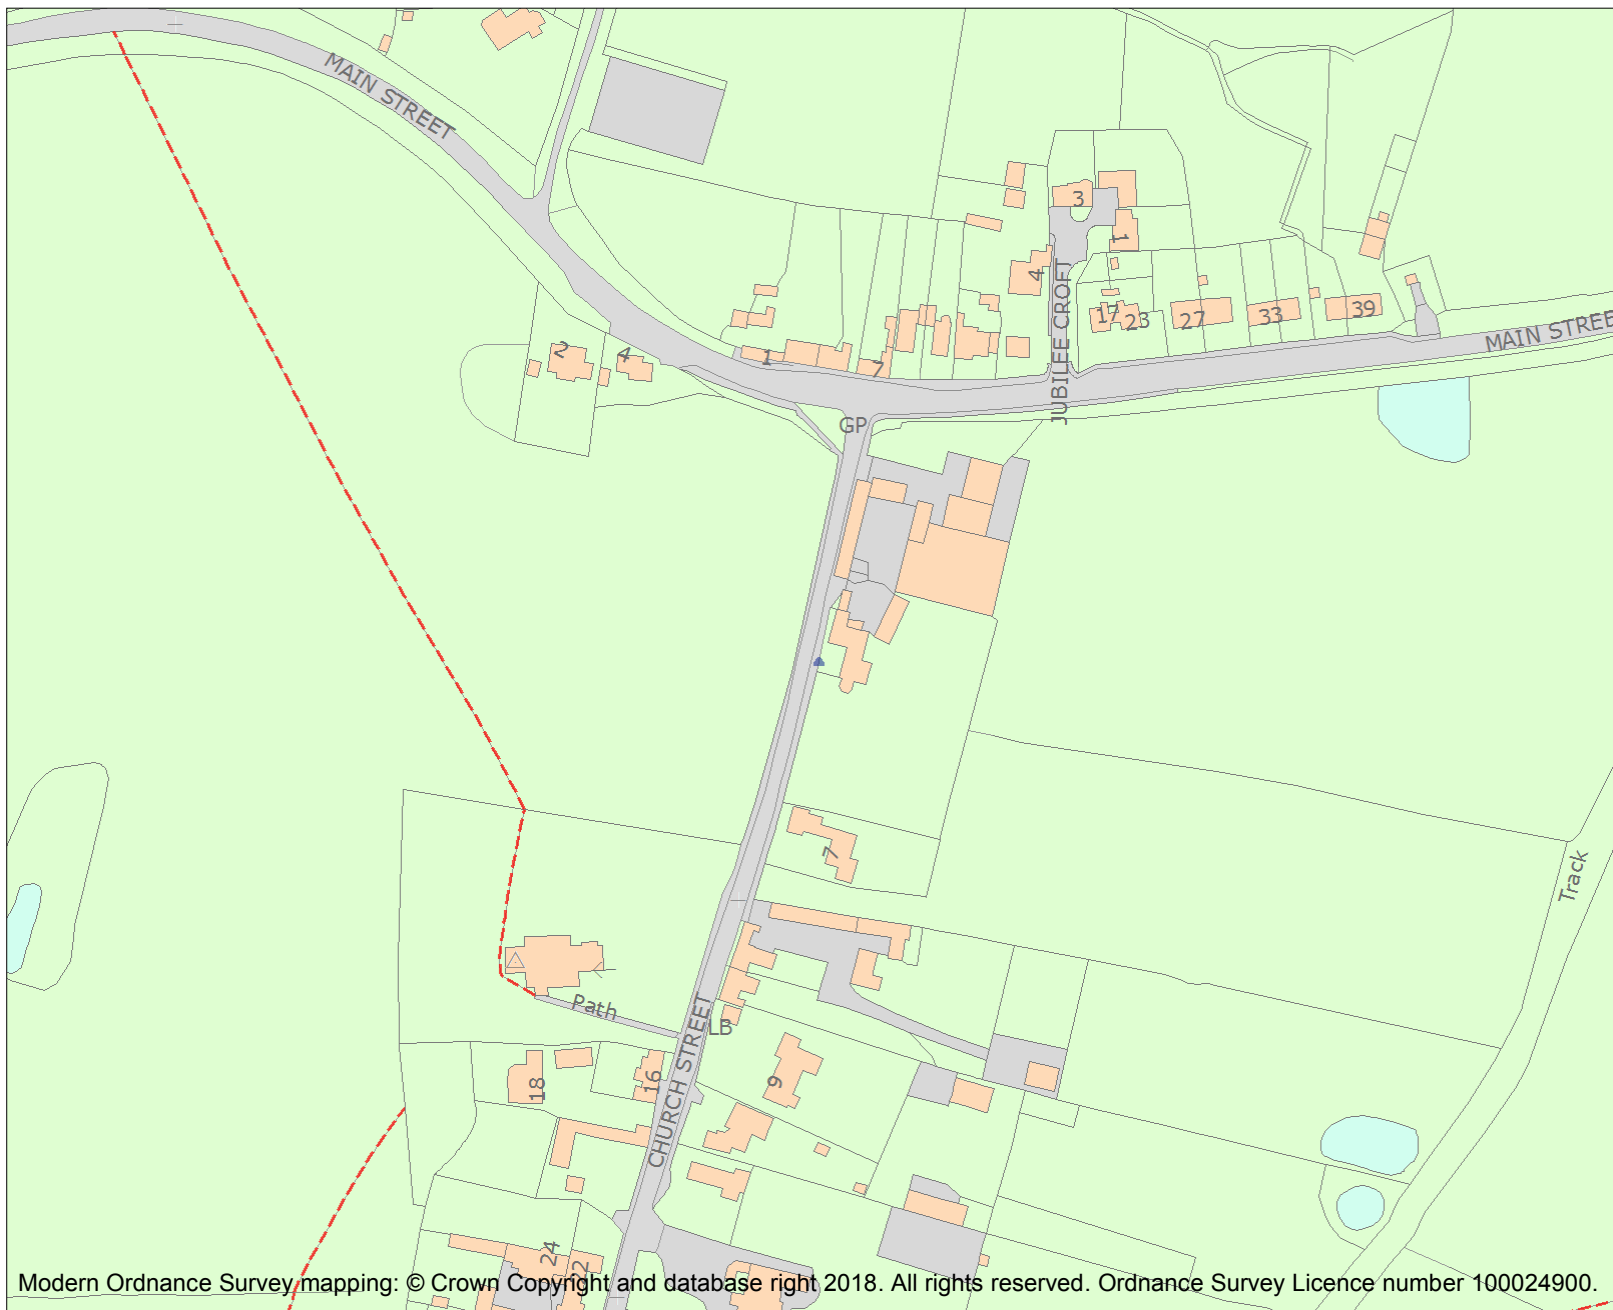 MAIN STREET
3
1
4
JUBILEE CROFT
17
23
27
33
39
MAIN STREE
2
4
1
7
GP
7
Track
Path
LB
CHURCH STREET
18
16
9
24
22
Modern Ordnance Survey mapping: © Crown Copyright and database right 2018. All rights reserved. Ordnance Survey Licence number 100024900.